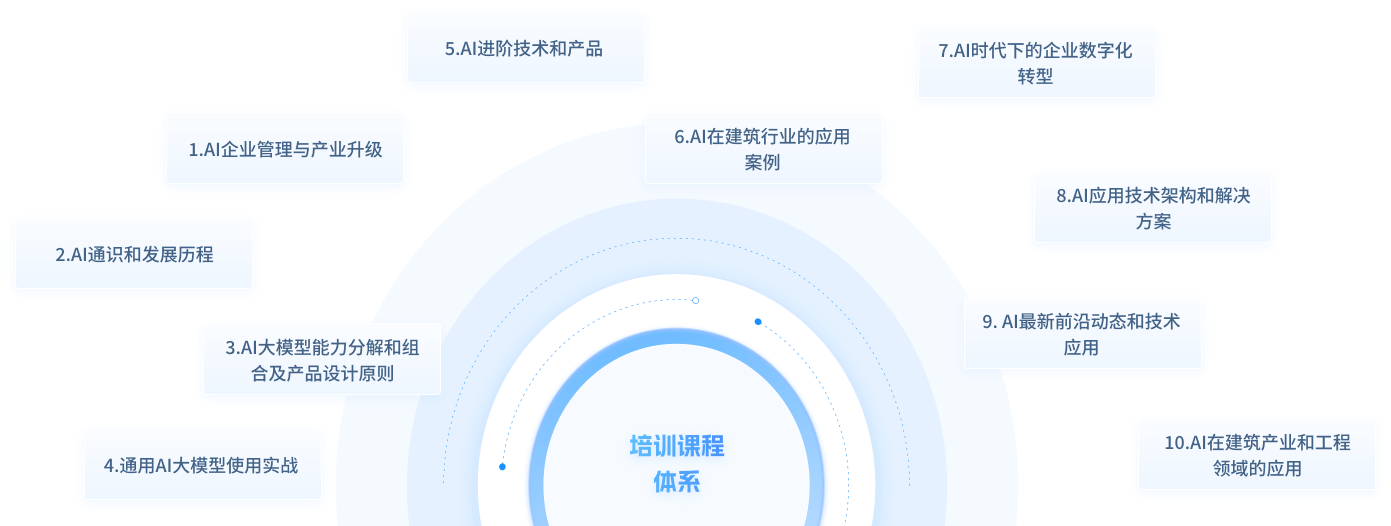 5.AI进阶技术和产品
7.AI时代下的企业数字化
转型
1.AI企业管理与产业升级
6.AI在建筑行业的应用
案例
8.AI应用技术架构和解决
方案
2.AI通识和发展历程
9. AI最新前沿动态和技术
应用
3.AI大模型能力分解和组
合及产品设计原则
4.通用AI大模型使用实战
10.AI在建筑产业和工程
领域的应用
培训课程
体系